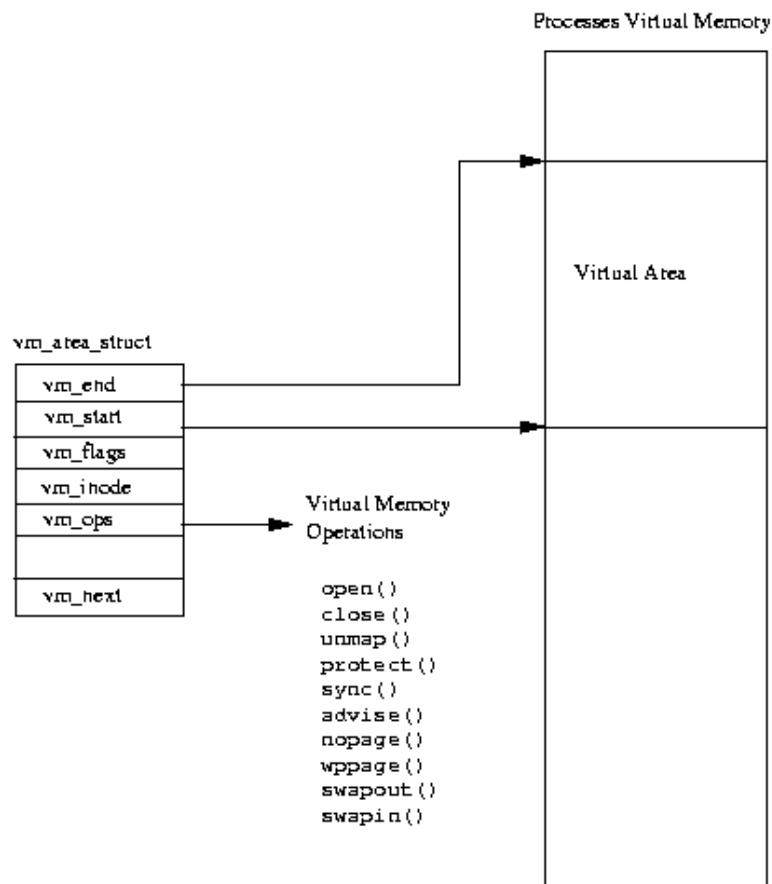 Processes Virtual Memory
Virtual Area
vm_area_struct
vm_end
vm_start
vm_flags
vm_inode
vm_ops
vm_next
Virtual Memory
Operations
open()
close()
unmap()
protect()
sync()
advise()
nopage()
wppage()
swapout()
swapin()